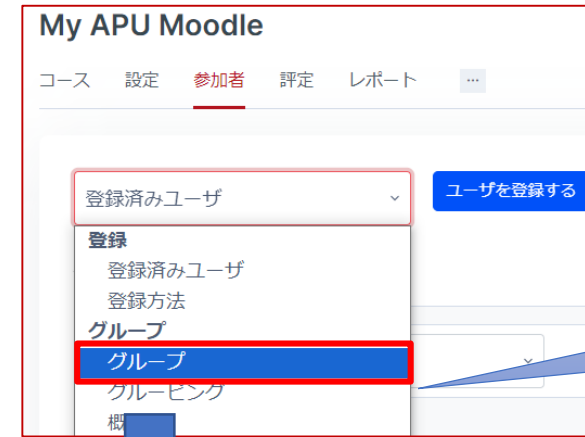 My APU Moodle
コース 設定 参加者 評定 レポート ...
登録済みユーザ ユーザを登録する
登録
登録済みユーザ
登録方法
グループ
グループ
グルーピング
概